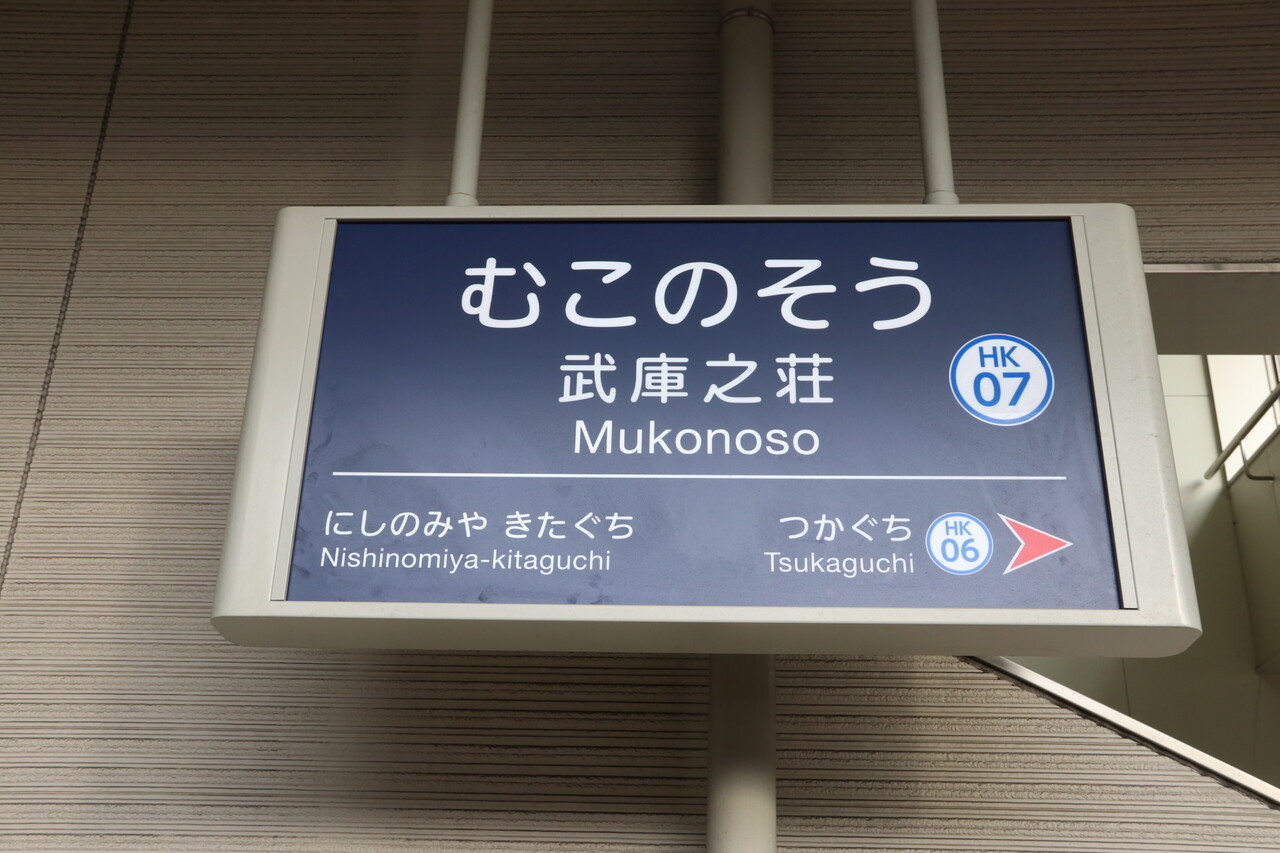 むこのそう
武庫之荘
HK
07
Mukonoso
にしのみや きたぐち
Nishinomiya-kitaguchi
つかぐち
Tsukaguchi
HK
06